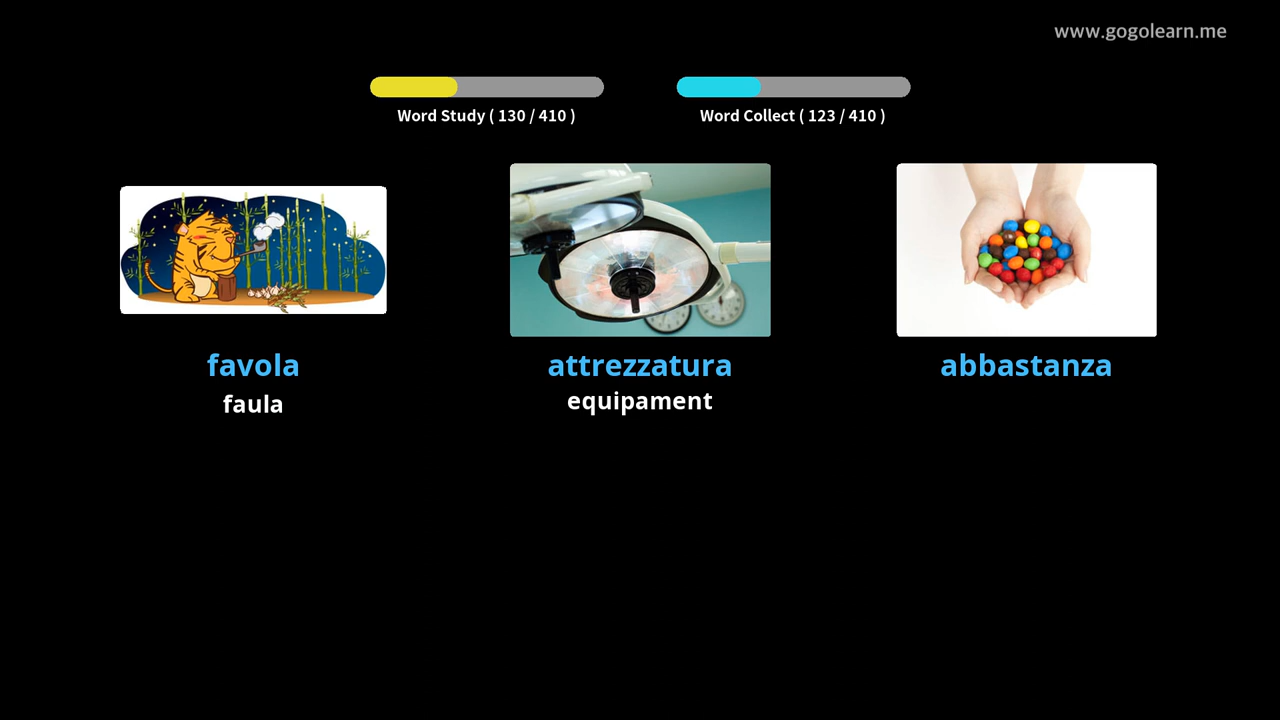 www.gogolearn.me
Word Study ( 130 / 410 )
Word Collect ( 123 / 410 )
favola
attrezzatura
abbastanza
faula
equipament